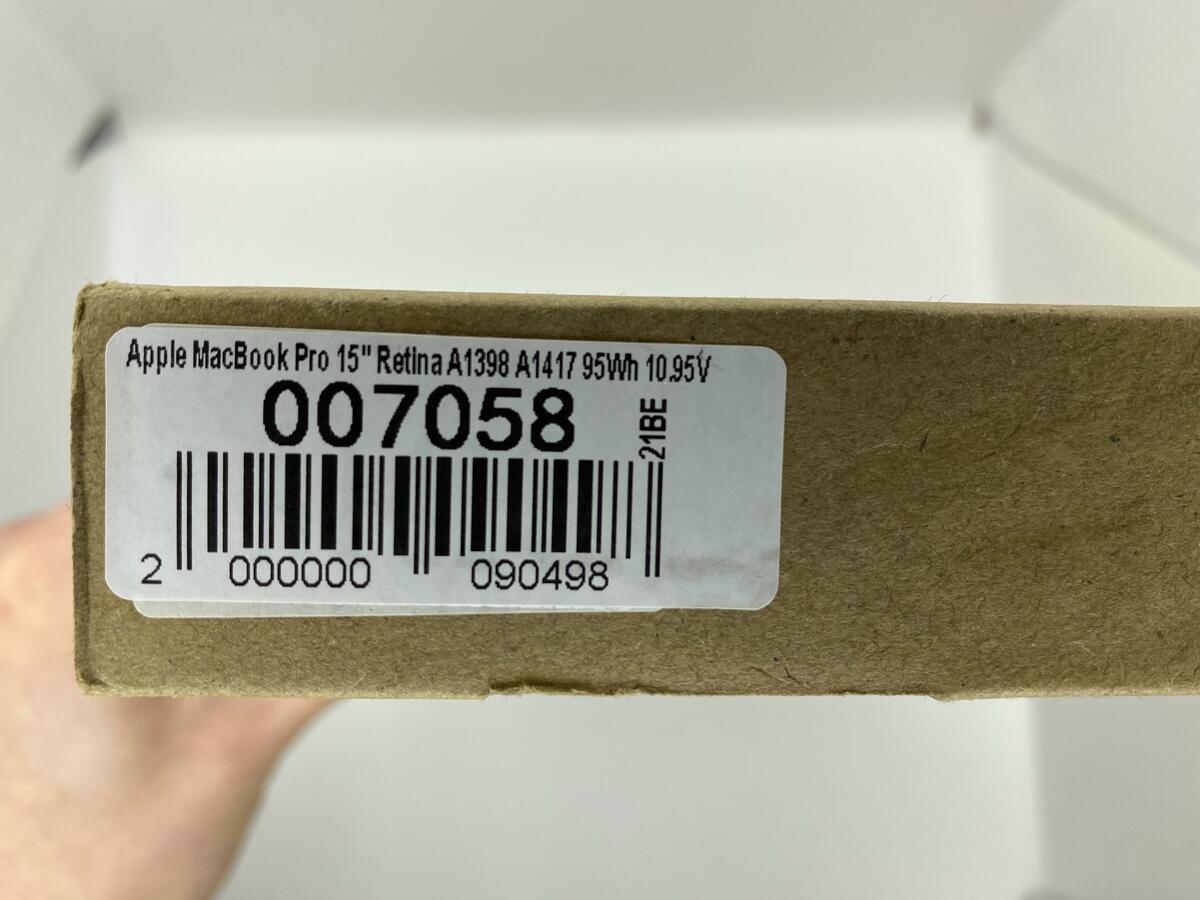 Apple MacBook Pro 15" Retina A1398 A1417 95Wh 10.95V
007058
21BE
2 000000 090498